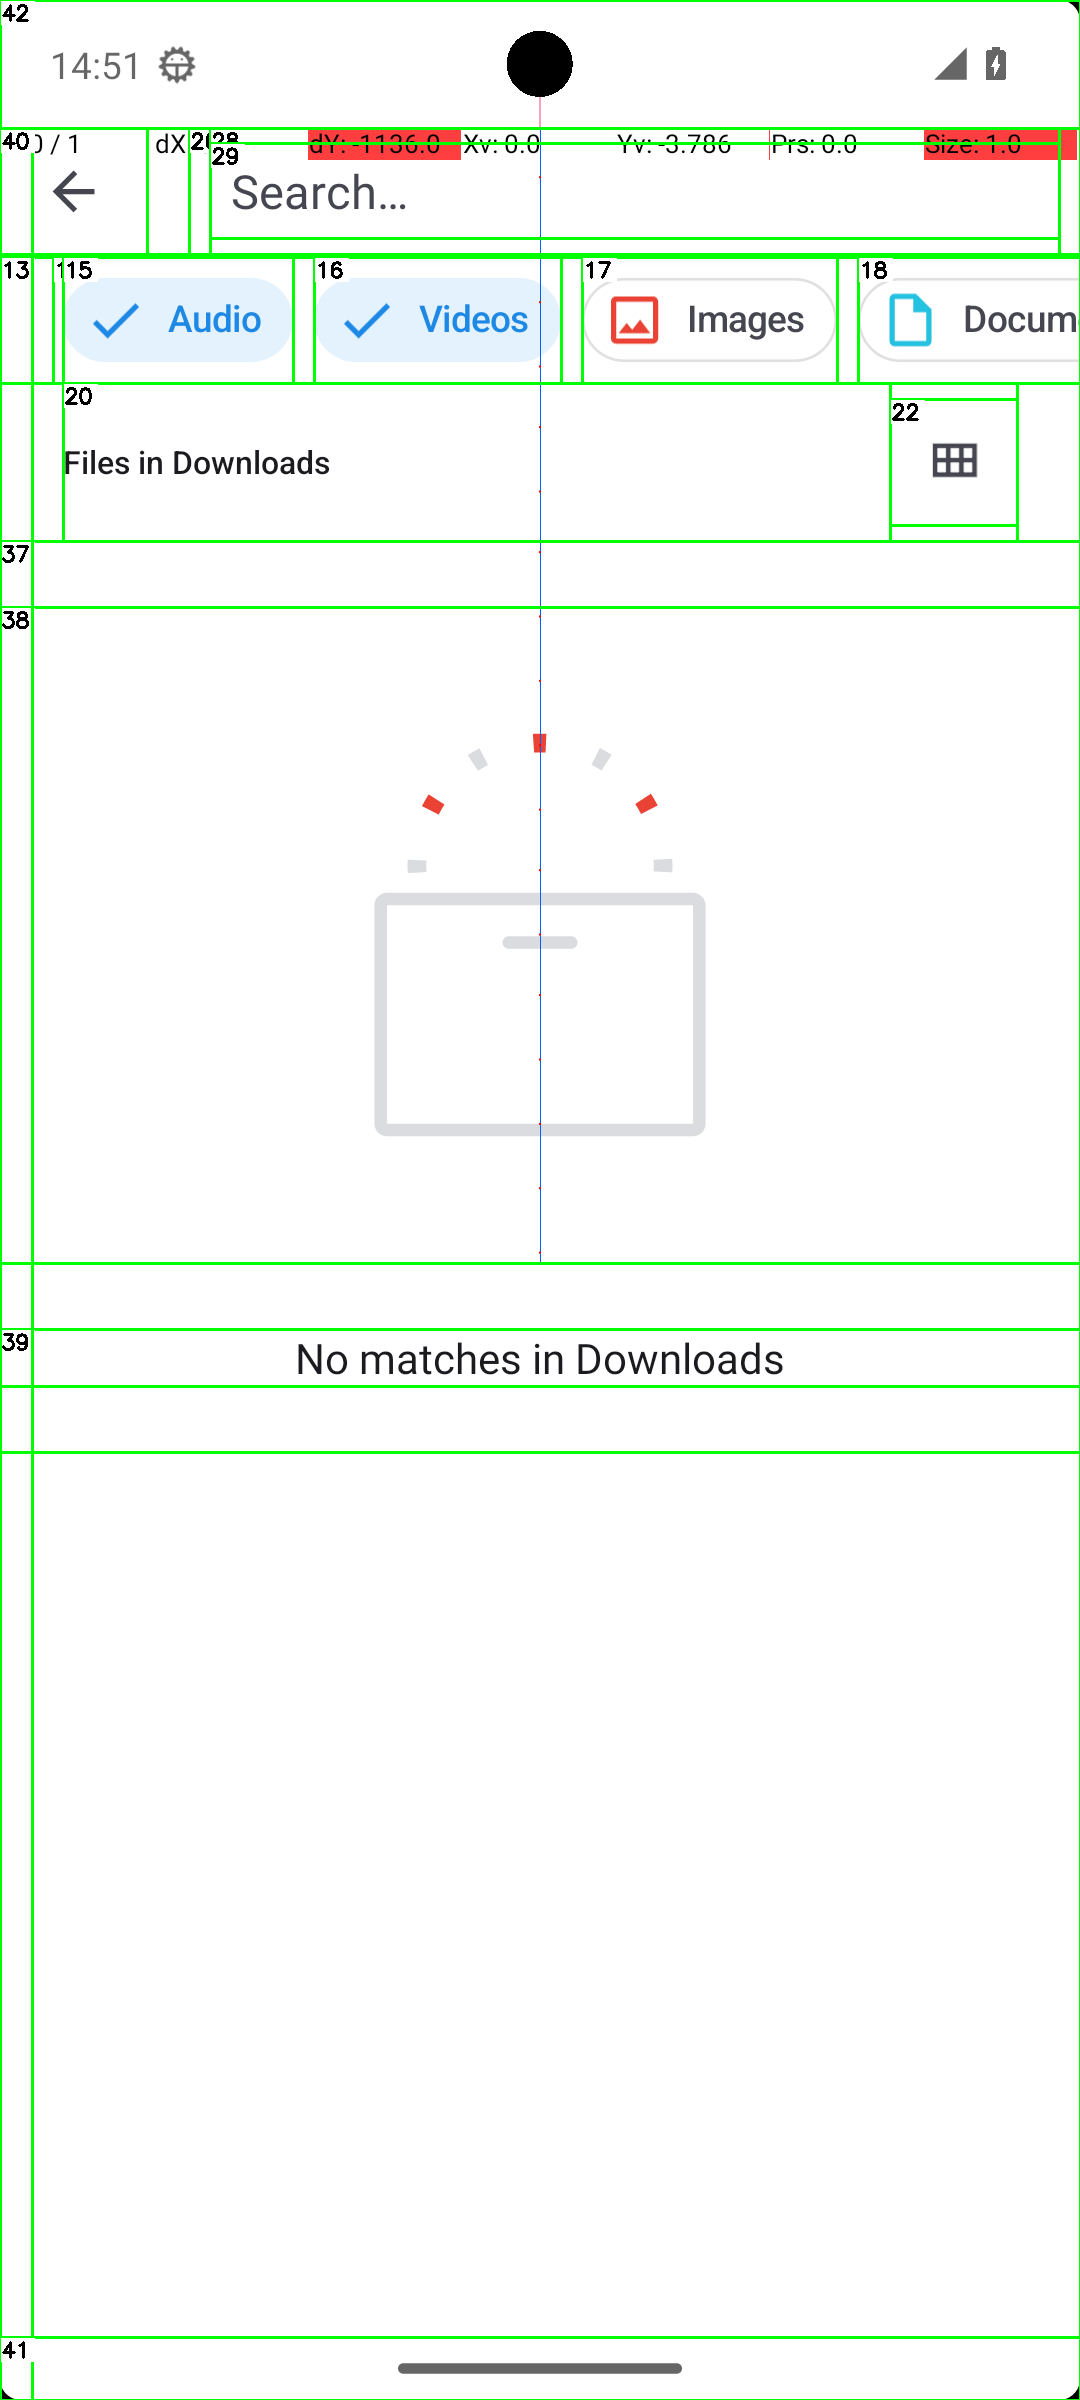 42
14:51
40 0 / 1 dX 20 28 dY: -1136.0 Xv: 0.0 Yv: -3.786 Prs: 0.0 Size: 1.0
29
Search...
13 15 16 17 18
Audio Videos Images Docum
20
22
Files in Downloads
37
38
39
No matches in Downloads
41